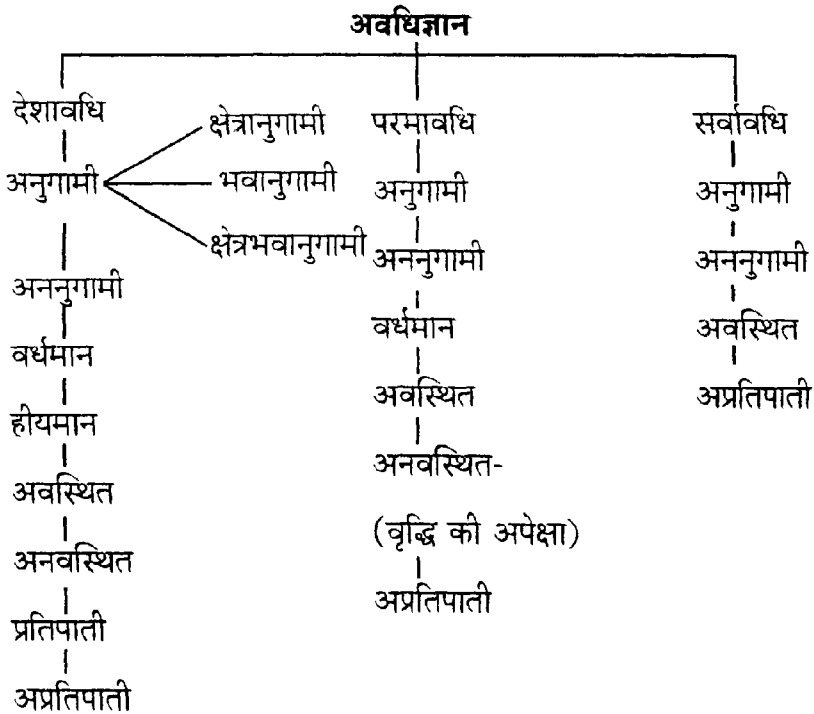 अवधिज्ञान
देशावधि
अनुगामी
क्षेत्रानुगामी
भवानुगामी
क्षेत्रभवानुगामी
अननुगामी
वर्धमान
हीयमान
अवस्थित
अनवस्थित
प्रतिपाती
अप्रतिपाती
परमावधि
अनुगामी
अननुगामी
वर्धमान
अवस्थित
अनवस्थित-
(वृद्धि की अपेक्षा)
अप्रतिपाती
सर्वावधि
अनुगामी
अननुगामी
अवस्थित
अप्रतिपाती